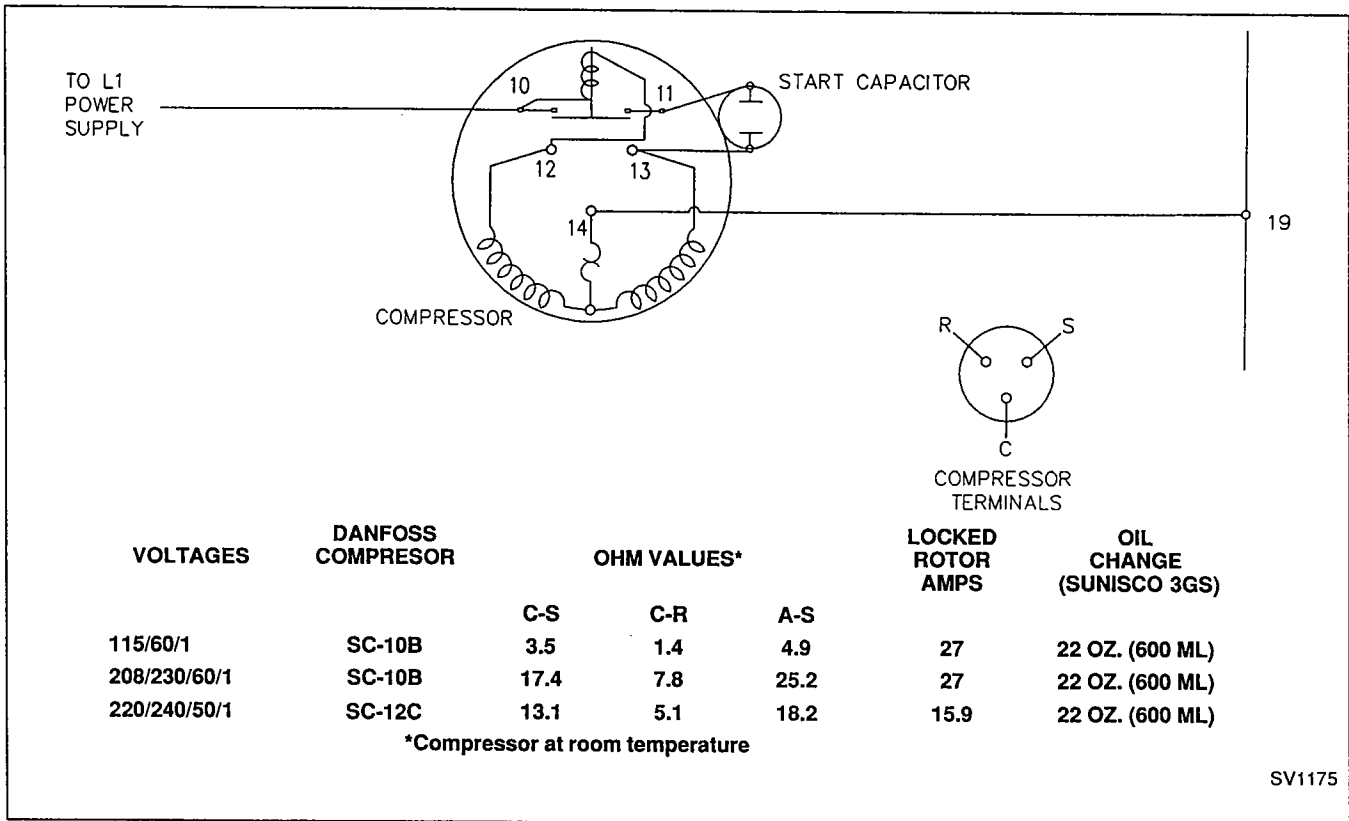 TO L1
POWER
SUPPLY
10
11
START CAPACITOR
12
13
14
19
COMPRESSOR
R
S
C
COMPRESSOR
TERMINALS
VOLTAGES
DANFOSS
COMPRESOR
OHM VALUES*
LOCKED
ROTOR
AMPS
OIL
CHANGE
(SUNISCO 3GS)
C-S C-R A-S
115/60/1 SC-10B 3.5 1.4 4.9 27 22 OZ. (600 ML)
208/230/60/1 SC-10B 17.4 7.8 25.2 27 22 OZ. (600 ML)
220/240/50/1 SC-12C 13.1 5.1 18.2 15.9 22 OZ. (600 ML)
*Compressor at room temperature
SV1175